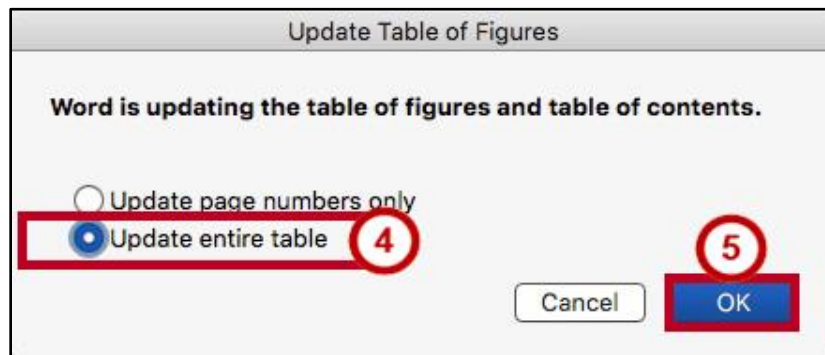 Update Table of Figures
Word is updating the table of figures and table of contents.
Update page numbers only
Update entire table 4
5
Cancel OK